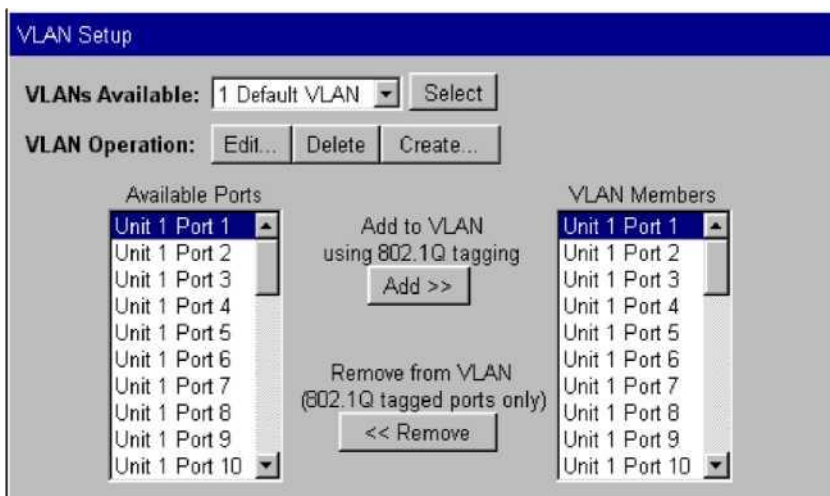 VLAN Setup
VLANs Available: 1 Default VLAN Select
VLAN Operation: Edit... Delete Create...
Available Ports
Unit 1 Port 1
Unit 1 Port 2
Unit 1 Port 3
Unit 1 Port 4
Unit 1 Port 5
Unit 1 Port 6
Unit 1 Port 7
Unit 1 Port 8
Unit 1 Port 9
Unit 1 Port 10
Add to VLAN
using 802.1Q tagging
Add >>
Remove from VLAN
(802.1Q tagged ports only)
<< Remove
VLAN Members
Unit 1 Port 1
Unit 1 Port 2
Unit 1 Port 3
Unit 1 Port 4
Unit 1 Port 5
Unit 1 Port 6
Unit 1 Port 7
Unit 1 Port 8
Unit 1 Port 9
Unit 1 Port 10